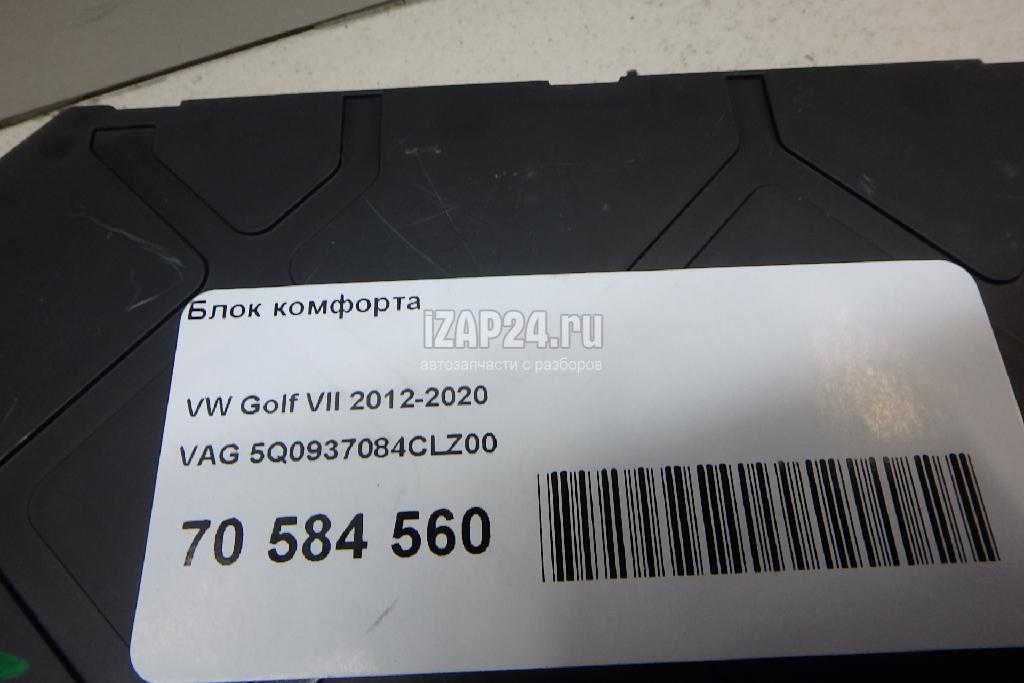 Блок комфорта
iZAP24.ru
автозапчасти с разборов
VW Golf VII 2012-2020
VAG 5Q0937084CLZ00
70 584 560